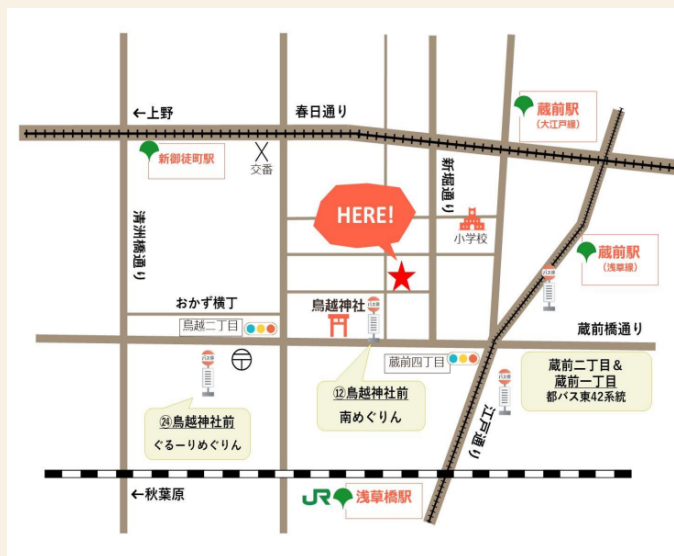 ←上野
春日通り
蔵前駅
(大江戸線)
新御徒町駅
交番
新堀通り
HERE!
小学校
清洲橋通り
蔵前駅
(浅草線)
おかず横丁
鳥越神社
鳥越二丁目
蔵前橋通り
蔵前四丁目
⑫鳥越神社前
南めぐりん
蔵前二丁目&
蔵前一丁目
都バス東42系統
㉔鳥越神社前
ぐるーりめぐりん
江戸通り
←秋葉原
JR
浅草橋駅